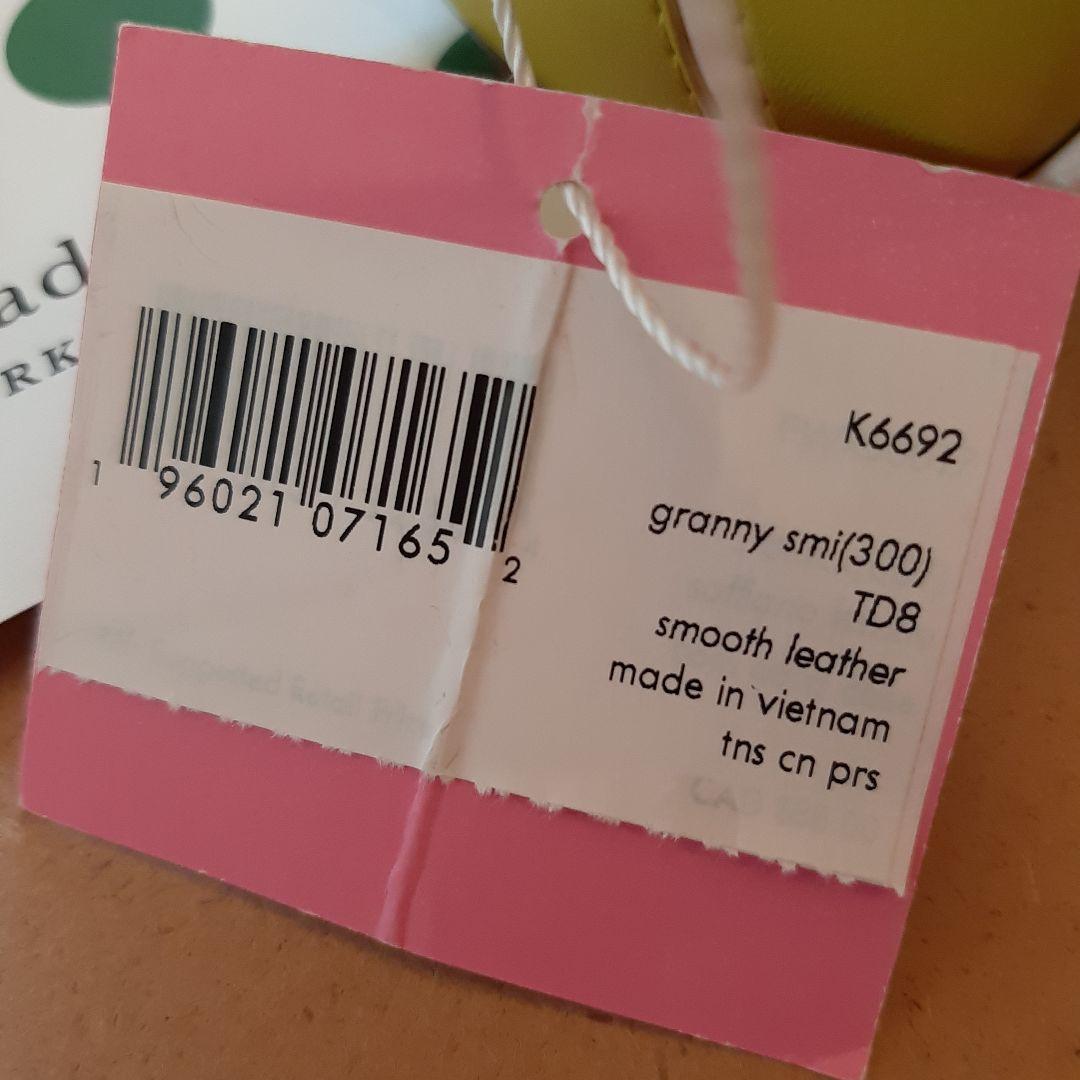 ad
RK
K6692
1 96021 07165 2
granny smi(300)
TD8
smooth leather
made in vietnam
tns cn prs